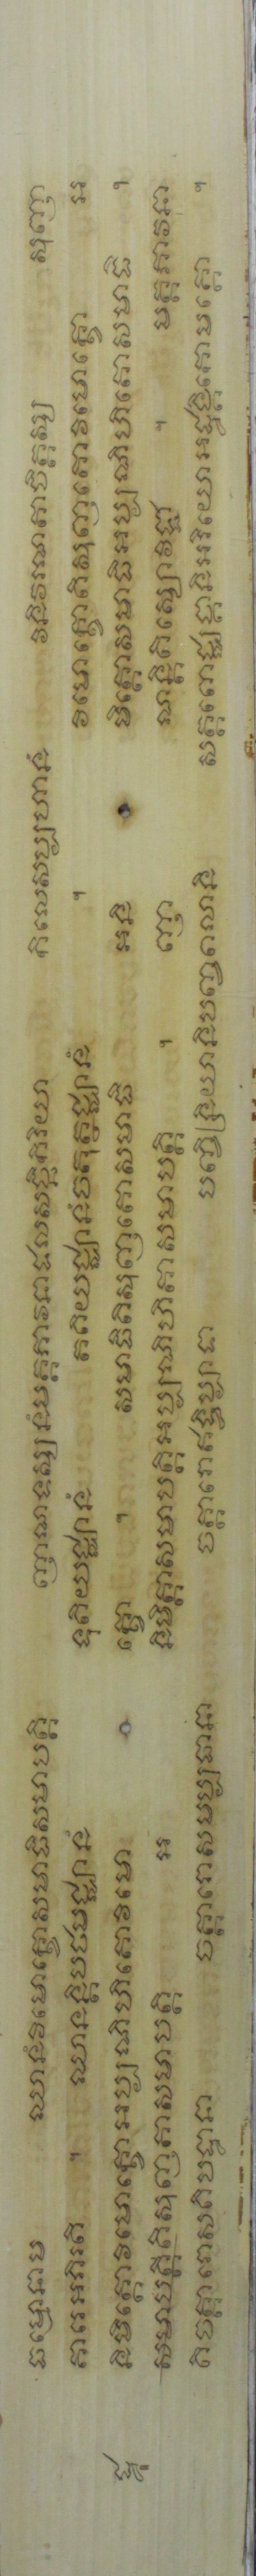 ធម្មោនាម ឈានំវិមោក្ខោសមាធិសមាបត្តិ ញាណទស្សនំមគ្គភាវនាផលសច្ឆិកិរិយា កិលេសប្បហានំ វិនីវរណតាចិត្តស្ស សុញា
គារេអភិរតិ ។ ឈានន្តិបឋមជ្ឈានំ ទុតិយជ្ឈានំ តតិយជ្ឈានំចតុត្ថជ្ឈានំ ។ វិមោក្ខោតិសុញតោវិមោក្ខោ អ
និមិត្តោវិមោក្ខោអប្បណិហិតោវិមោ ក្ខោ ។ សមាធិតិសុញតោសមាធិ អនិ មិត្តោសមាធិអប្បណិហិតោសមាធិ ។
សមាបត្តីតិសុញតាសមាបត្តិ អ និមិត្តាសមាបត្តិអប្បណិហិតាសមាបត្តិ ។ ញា ណន្តិតិស្សោវិជ្ជា ។ មគ្គភាវនា
តិចត្តារោសតិបដ្ឋានា ចត្តារោសមប្បធានា ចត្តារោឥទ្ធិប្បាទា បញ្ចិន្ទ្រិយានិបញ្ចពលានិ សត្តពោជ្ឈង្គានិអរិយោអដ្ឋង្គិកោមគ្គោ ។